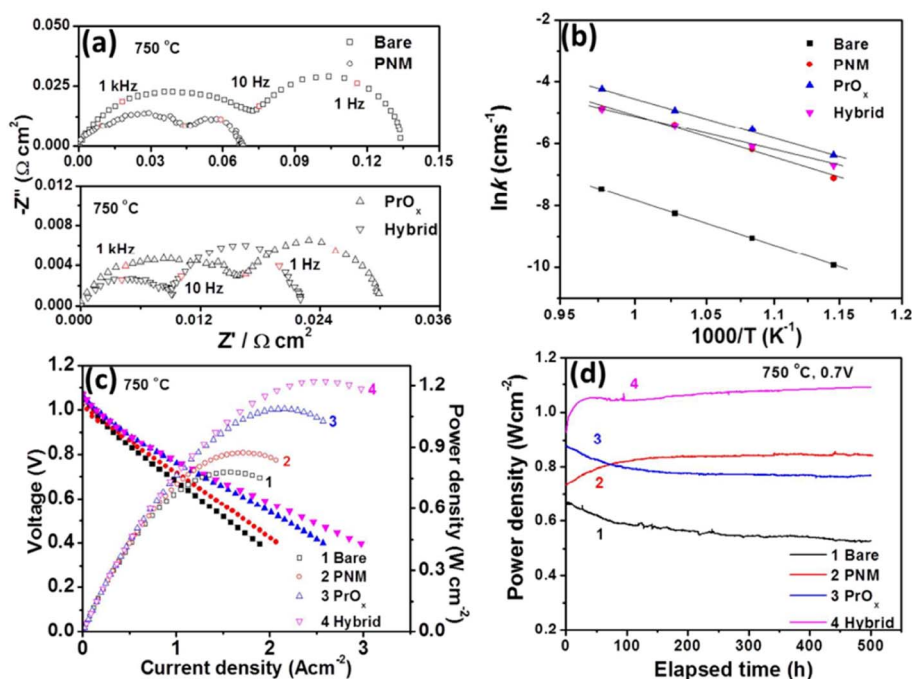 (a)
750 °C
Bare
PNM
1 kHz
10 Hz
1 Hz
0.050
0.025
0.000
0.00 0.03 0.06 0.09 0.12 0.15
-Z" (Ω cm²)
750 °C
PrOₓ
Hybrid
1 kHz
10 Hz
1 Hz
0.012
0.008
0.004
0.000
0.000 0.012 0.024 0.036
Z' / Ω cm²
(b)
Bare
PNM
PrOₓ
Hybrid
-2
-4
-6
-8
-10
lnk (cms⁻¹)
0.95 1 1.05 1.1 1.15 1.2
1000/T (K⁻¹)
(c)
750 °C
1.2
1.0
0.8
0.6
0.4
0.2
0.0
Voltage (V)
4
3
2
1
1 Bare
2 PNM
3 PrOₓ
4 Hybrid
1.2
0.9
0.6
0.3
0.0
Power density (W cm⁻²)
0 1 2 3
Current density (Acm⁻²)
(d)
750 °C, 0.7V
4
3
2
1
1 Bare
2 PNM
3 PrOₓ
4 Hybrid
1.2
1.0
0.8
0.6
0.4
0.2
Power density (Wcm⁻²)
0 100 200 300 400 500
Elapsed time (h)